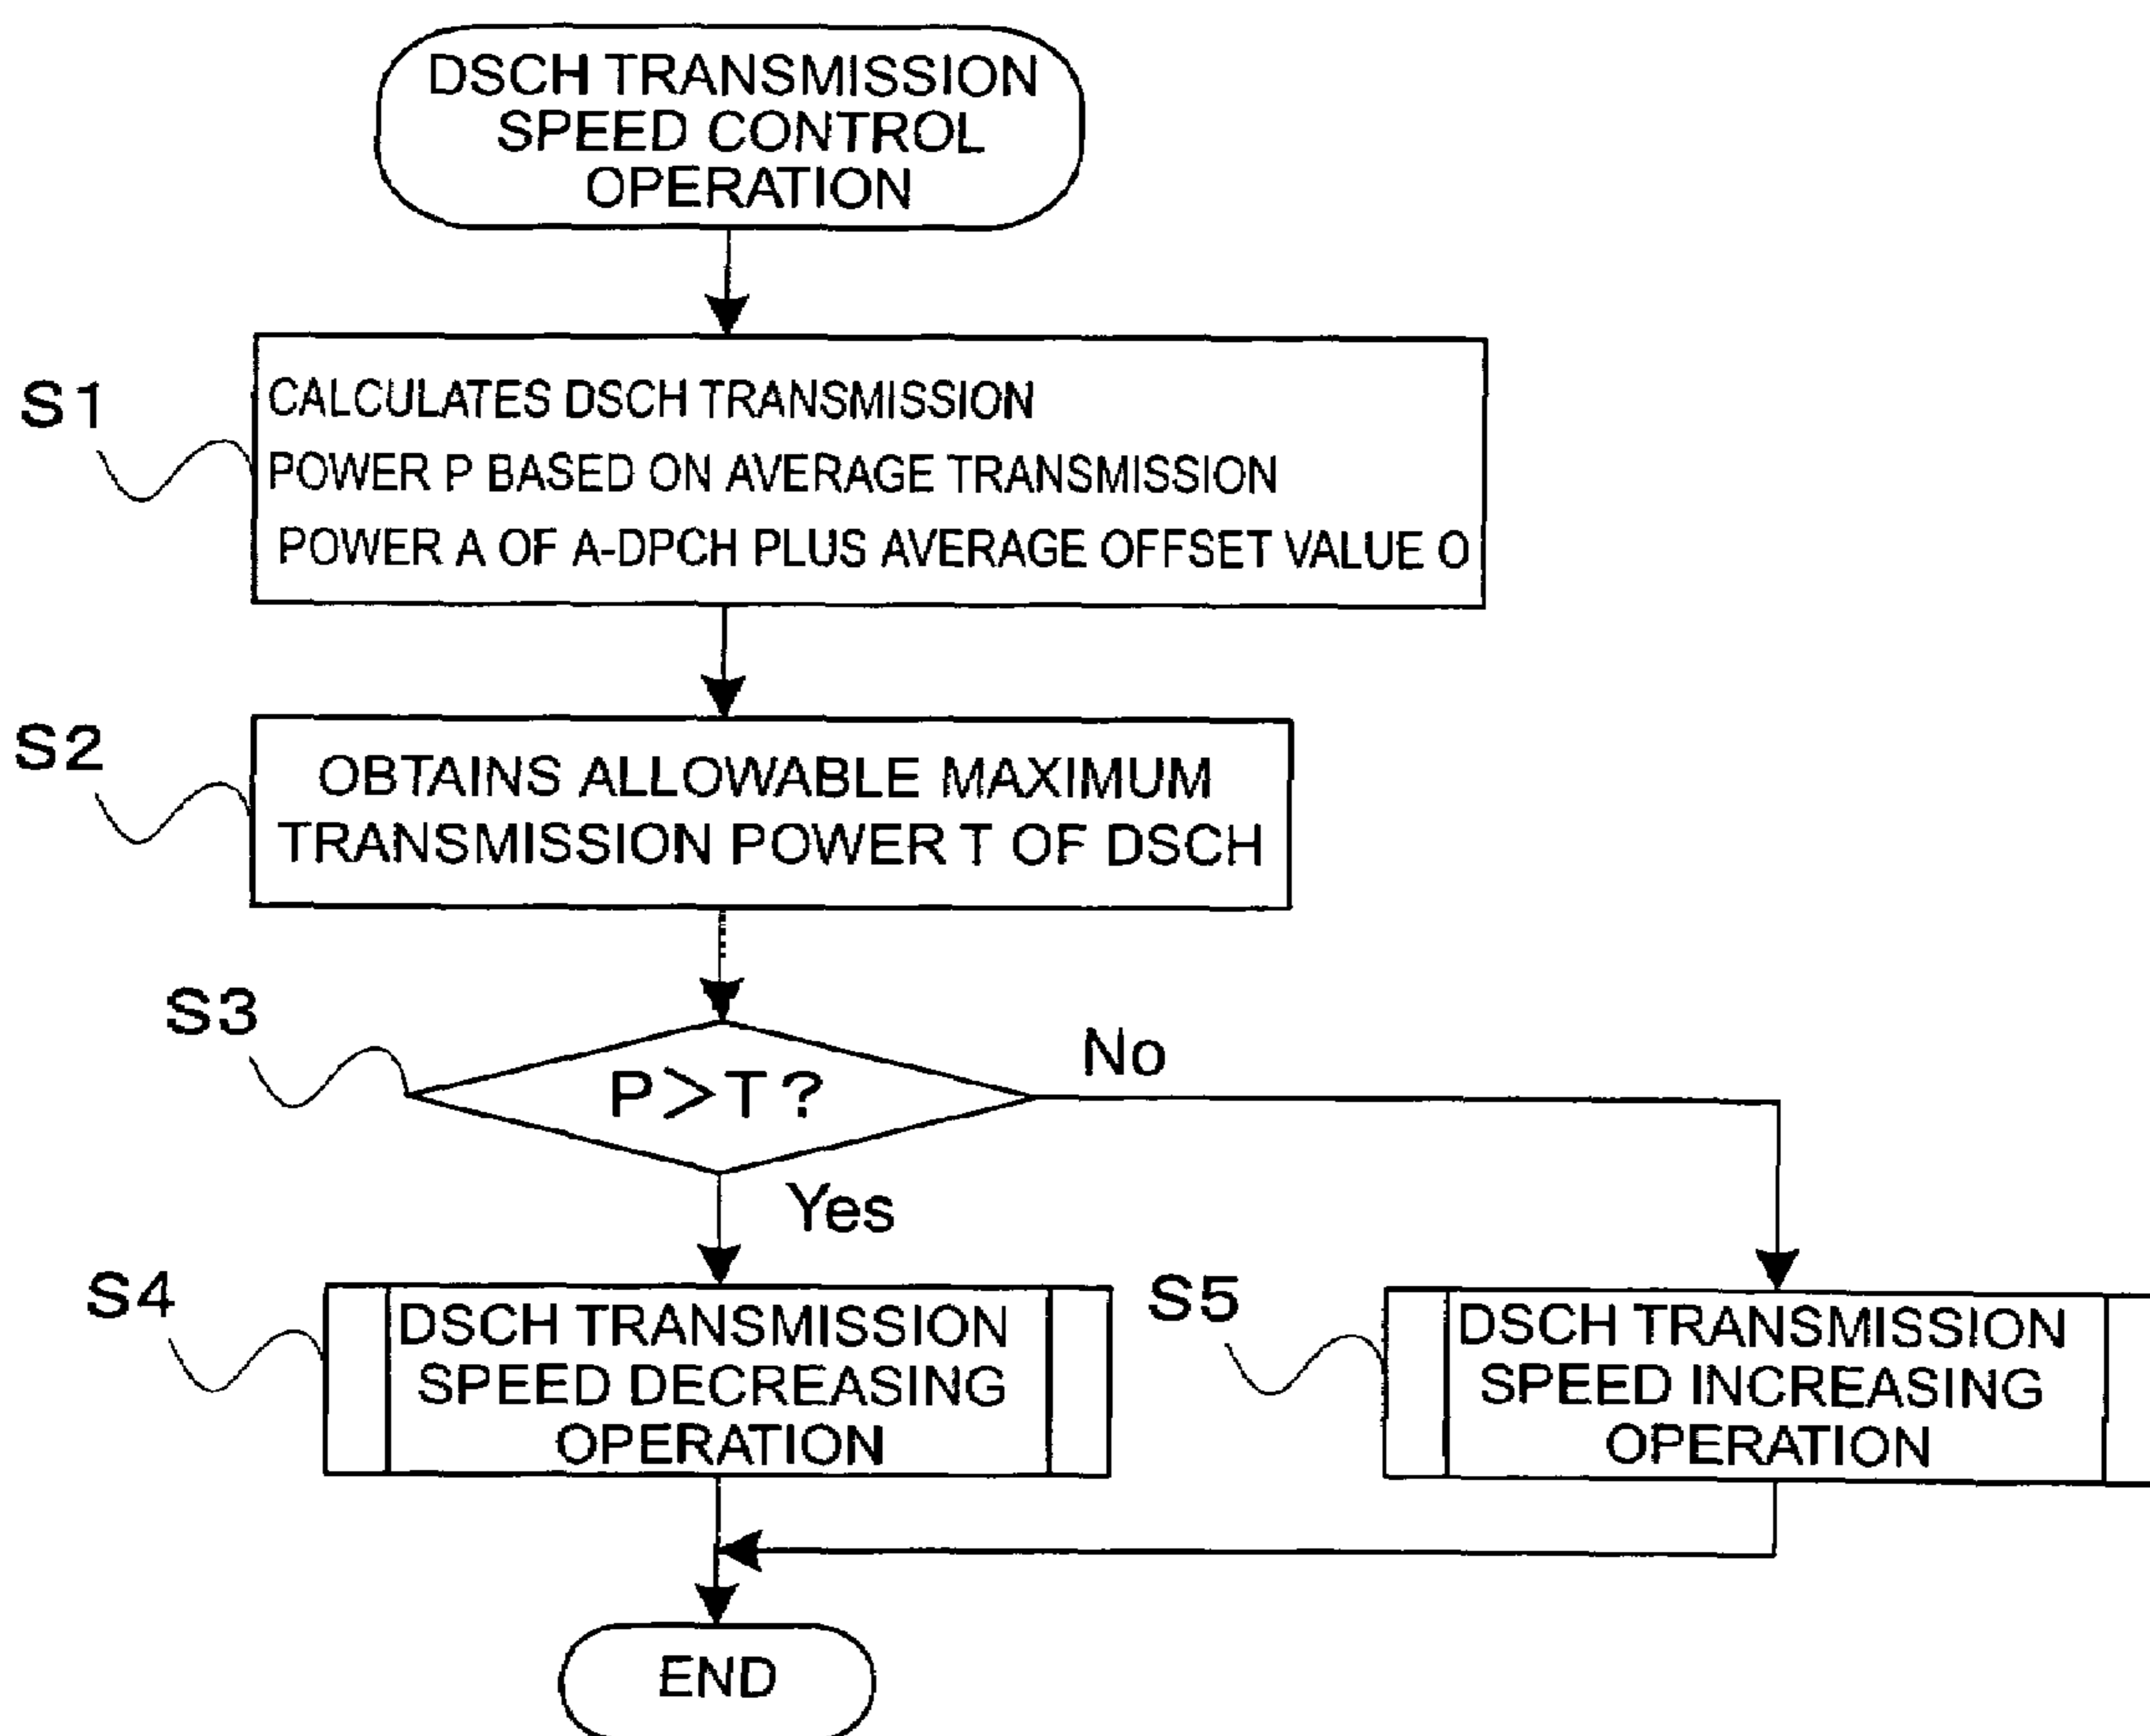 DSCH TRANSMISSION
SPEED CONTROL
OPERATION
S1
CALCULATES DSCH TRANSMISSION
POWER P BASED ON AVERAGE TRANSMISSION
POWER A OF A-DPCH PLUS AVERAGE OFFSET VALUE O
S2
OBTAINS ALLOWABLE MAXIMUM
TRANSMISSION POWER T OF DSCH
S3
P>T?
No
Yes
S4
DSCH TRANSMISSION
SPEED DECREASING
OPERATION
S5
DSCH TRANSMISSION
SPEED INCREASING
OPERATION
END